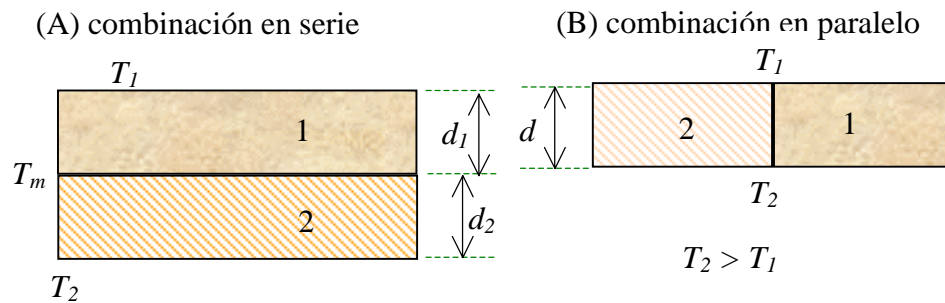 (A) combinación en serie
T1
1
d1
Tm
2
d2
T2
(B) combinación en paralelo
T1
d
2
1
T2
T2 > T1